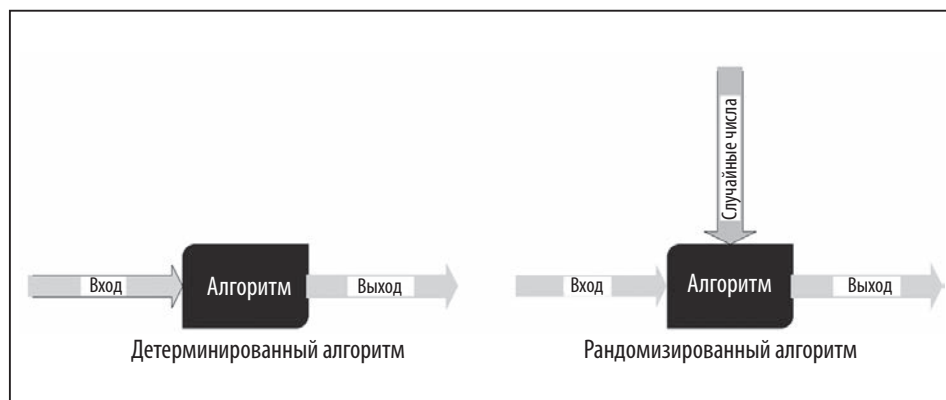 Вход
Алгоритм
Выход
Детерминированный алгоритм
Случайные числа
Вход
Алгоритм
Выход
Рандомизированный алгоритм